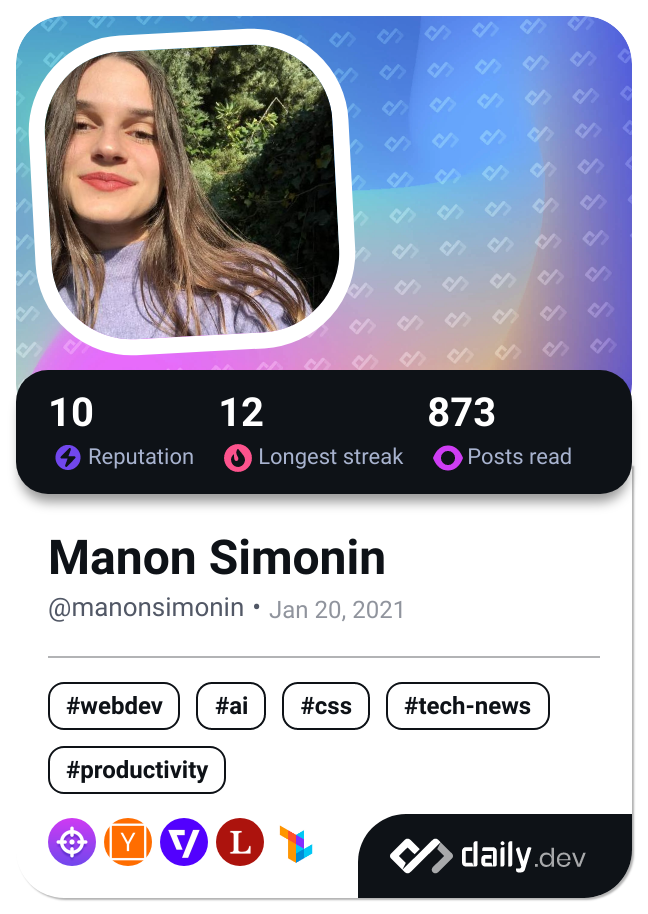 10 12 873
Reputation Longest streak Posts read
Manon Simonin
@manonsimonin • Jan 20, 2021
#webdev #ai #css #tech-news
#productivity
Y L
daily.dev